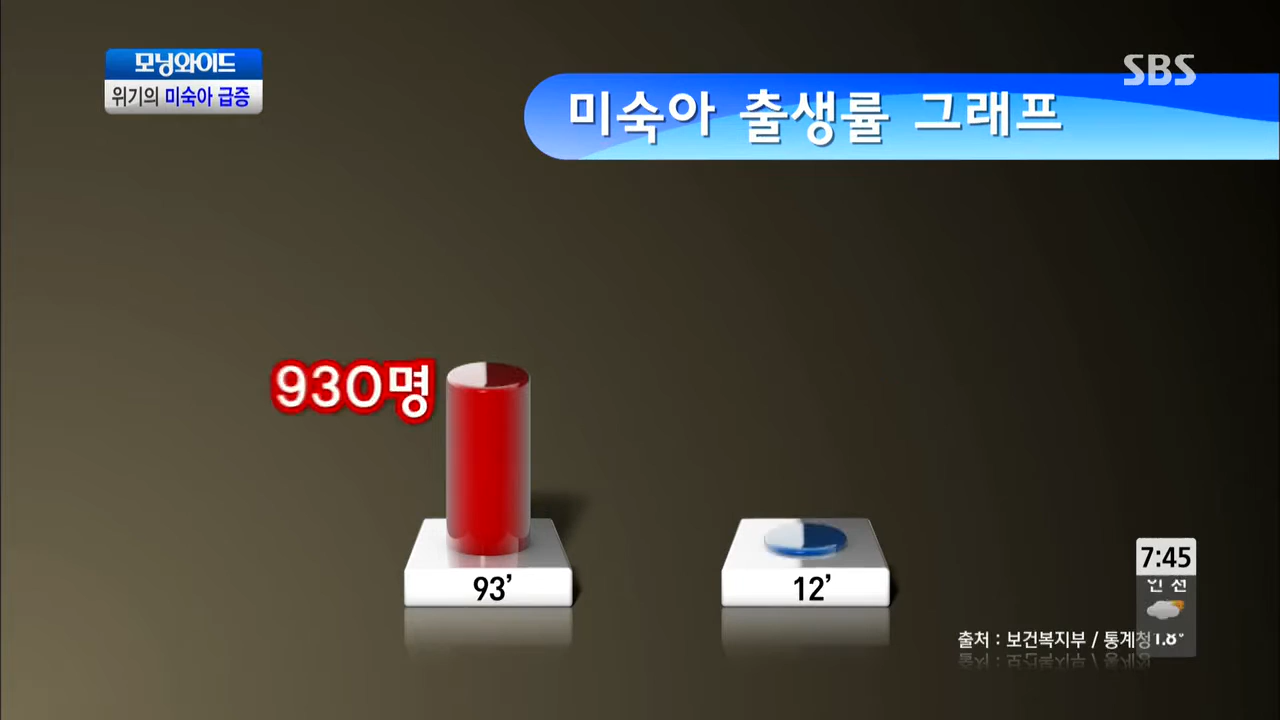 모닝와이드
위기의 미숙아 급증
SBS
미숙아 출생률 그래프
930명
93’
12’
7:45
출처 : 보건복지부 / 통계청
1.8°